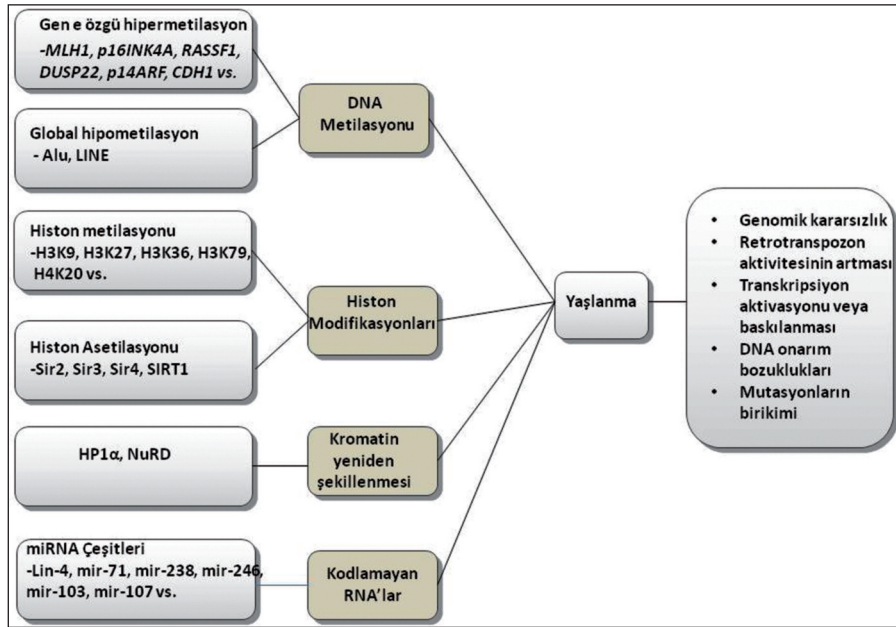 Gen e özgü hipermetilasyon
-MLH1, p16INK4A, RASSF1,
DUSP22, p14ARF, CDH1 vs.
Global hipometilasyon
- Alu, LINE
DNA
Metilasyonu
Histon metilasyonu
-H3K9, H3K27, H3K36, H3K79,
H4K20 vs.
Histon Asetilasyonu
-Sir2, Sir3, Sir4, SIRT1
Histon
Modifikasyonları
HP1α, NuRD
Kromatin
yeniden
şekillenmesi
miRNA Çeşitleri
-Lin-4, mir-71, mir-238, mir-246,
mir-103, mir-107 vs.
Kodlamayan
RNA’lar
Yaşlanma
• Genomik kararsızlık
• Retrotranspozon
aktivitesinin artması
• Transkripsiyon
aktivasyonu veya
baskılanması
• DNA onarım
bozuklukları
• Mutasyonların
birikimi